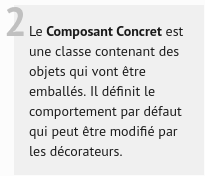 2
Le Composant Concret est
une classe contenant des
objets qui vont être
emballés. Il définit le
comportement par défaut
qui peut être modifié par
les décorateurs.